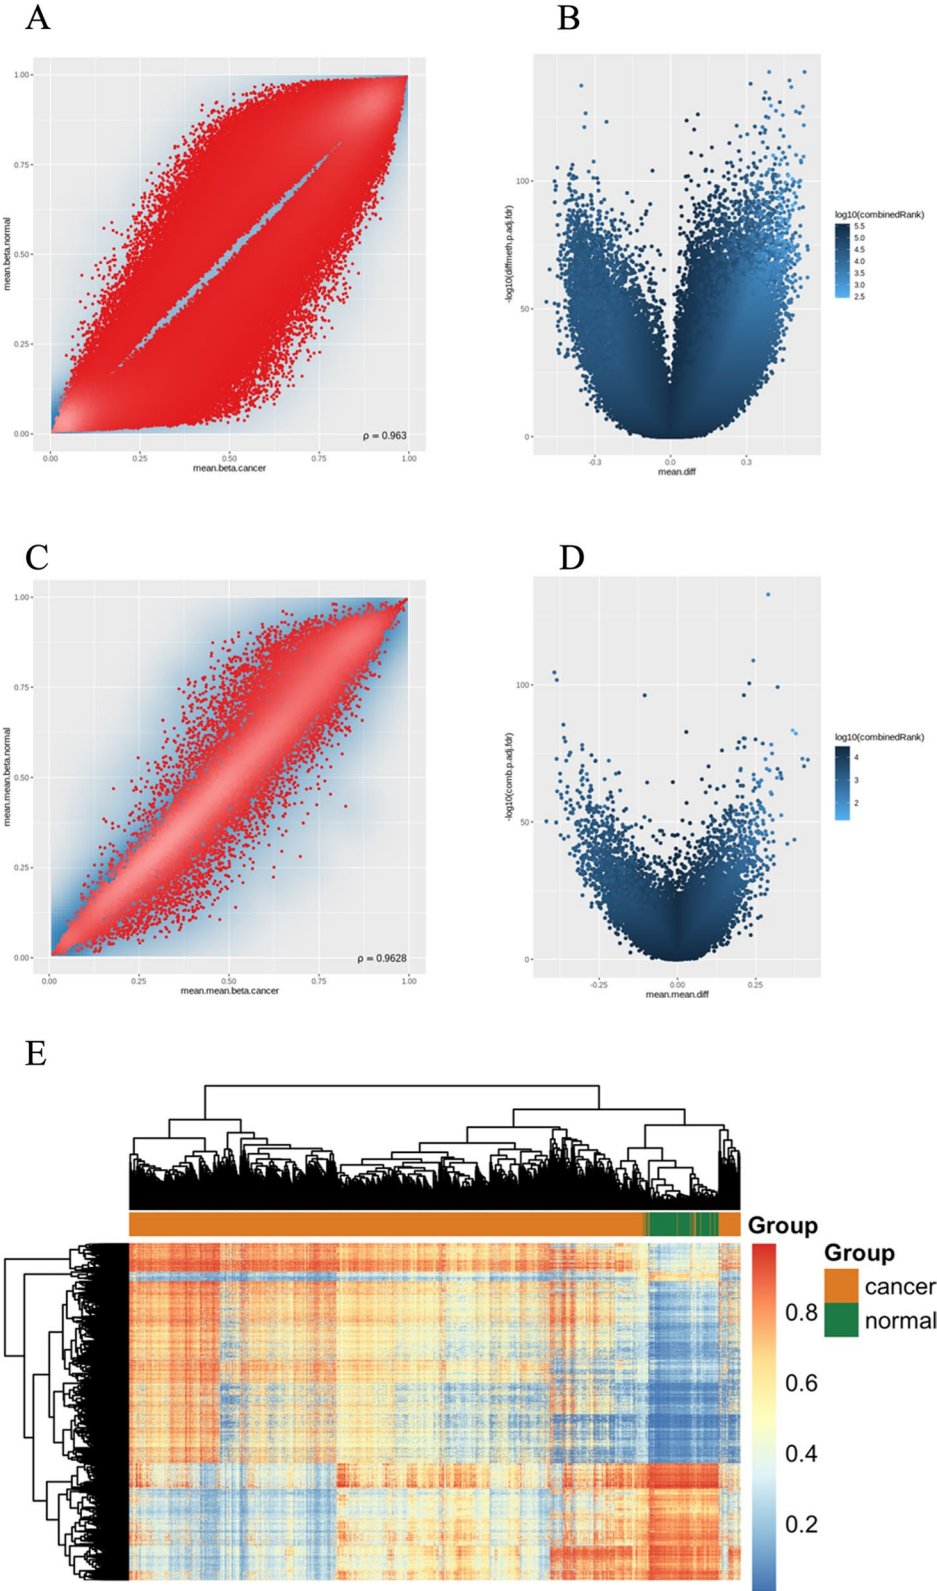 A
B
1.00
0.75
0.50
0.25
0.00
mean.beta.normal
ρ = 0.963
0.00 0.25 0.50 0.75 1.00
mean.beta.cancer
100
50
0
-log10(diffmeth.p.adj.fdr)
-0.3 0.0 0.3
mean.diff
log10(combinedRank)
5.5
5.0
4.5
4.0
3.5
3.0
2.5
C
D
1.00
0.75
0.50
0.25
0.00
mean.mean.beta.normal
ρ = 0.9628
0.00 0.25 0.50 0.75 1.00
mean.mean.beta.cancer
100
50
0
-log10(comb.p.adj.fdr)
-0.25 0.00 0.25
mean.mean.diff
log10(combinedRank)
4
3
2
E
Group
0.8
0.6
0.4
0.2
Group
cancer
normal